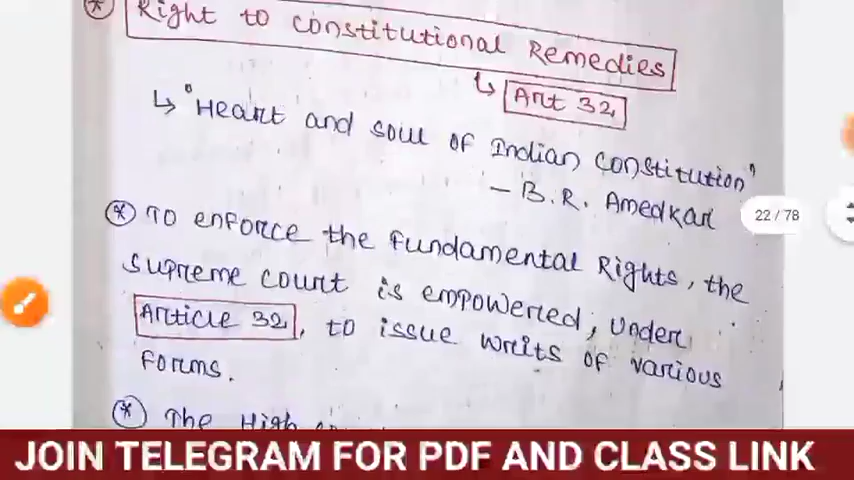 Right to constitutional Remedies
↳ Art 32
↳ "Heart and soul of Indian constitution"
– B.R. Amedkar
* To enforce the Fundamental Rights, the
Supreme court is empowered, under
Article 32, to issue writs of various
forms.
* The High
22 / 78
JOIN TELEGRAM FOR PDF AND CLASS LINK